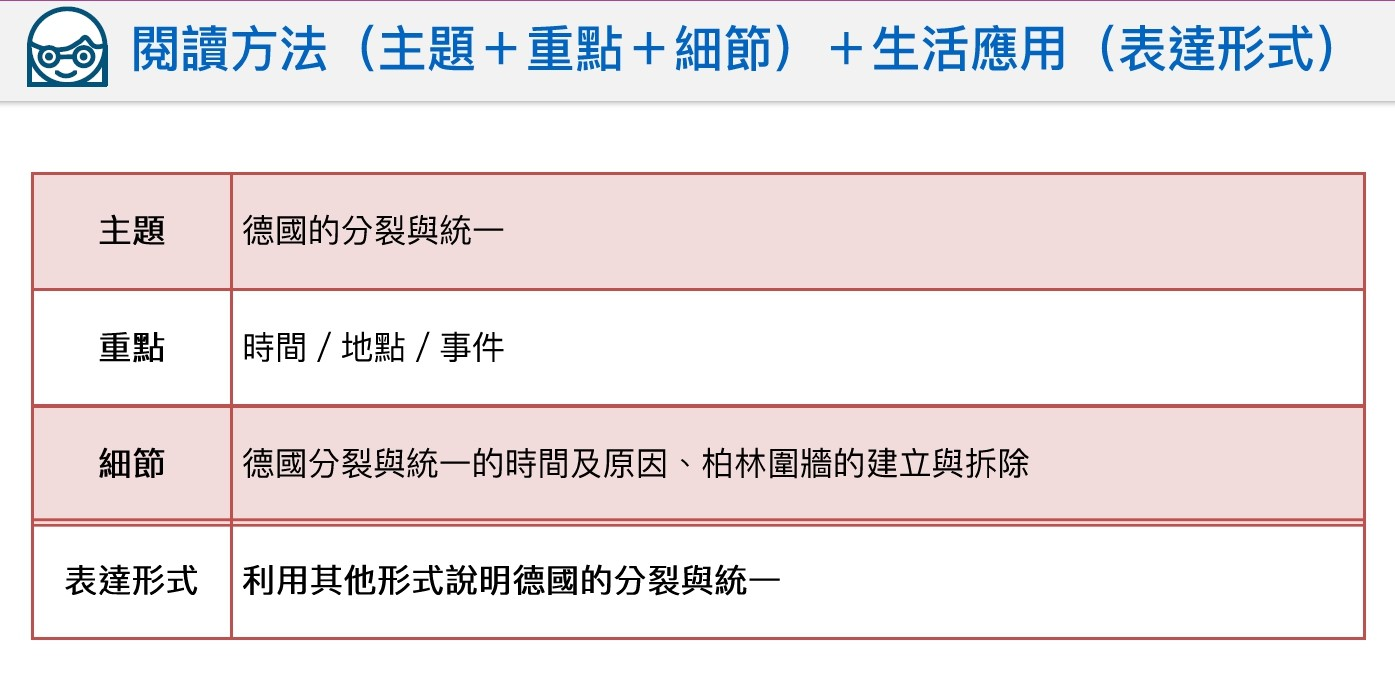 閱讀方法（主題＋重點＋細節）＋生活應用（表達形式）
主題
德國的分裂與統一
重點
時間 / 地點 / 事件
細節
德國分裂與統一的時間及原因、柏林圍牆的建立與拆除
表達形式
利用其他形式說明德國的分裂與統一